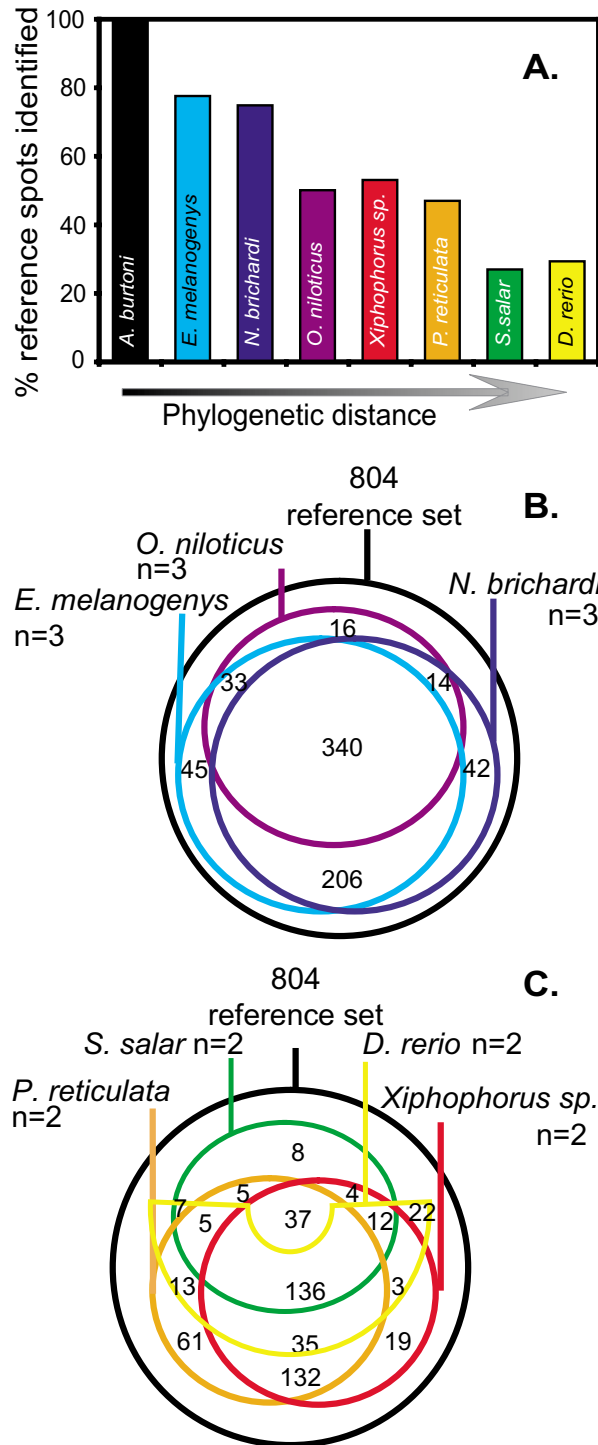 A.
% reference spots identified
100
80
60
40
20
0
A. burtoni
E. melanogenys
N. brichardi
O. niloticus
Xiphophorus sp.
P. reticulata
S.salar
D. rerio
Phylogenetic distance
B.
804
reference set
O. niloticus
n=3
E. melanogenys
n=3
N. brichardi
n=3
16
33
14
340
45
42
206
C.
804
reference set
S. salar n=2
D. rerio n=2
P. reticulata
n=2
Xiphophorus sp.
n=2
8
7
5
4
22
5
37
12
13
136
3
61
35
19
132